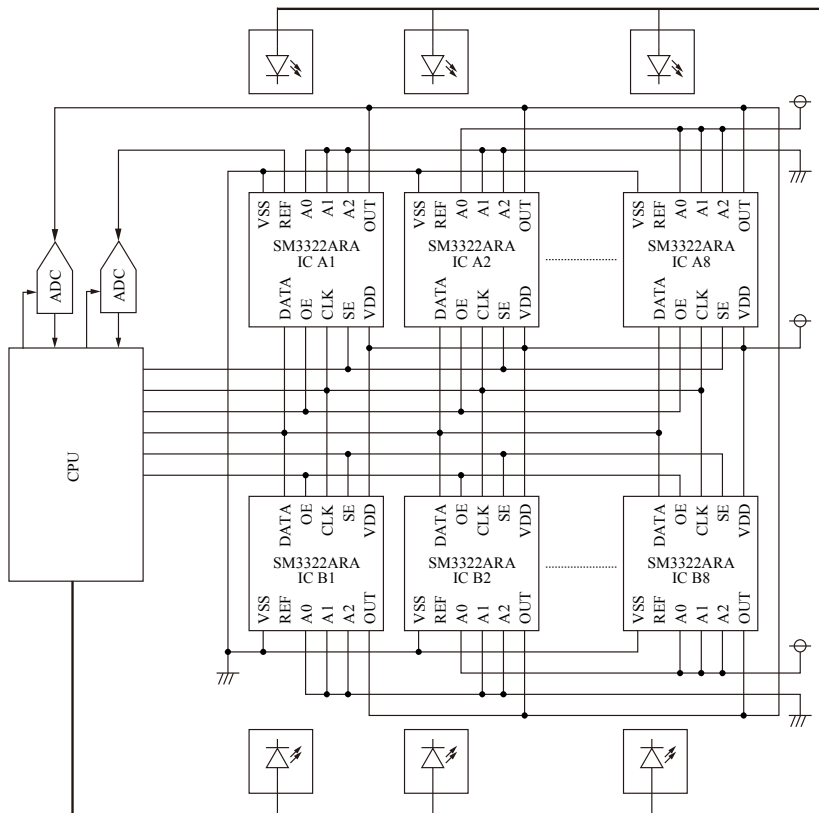 VSS REF A0 A1 A2 OUT
SM3322ARA
IC A1
DATA OE CLK SE VDD
VSS A0 A1 A2 OUT
SM3322ARA
IC A2
DATA OE CLK SE VDD
VSS REF A0 A1 A2 OUT
SM3322ARA
IC A8
DATA OE CLK SE VDD
ADC
ADC
CPU
DATA OE CLK SE VDD
SM3322ARA
IC B1
VSS REF A0 A1 A2 OUT
DATA OE CLK SE VDD
SM3322ARA
IC B2
VSS REF A0 A1 A2 OUT
DATA OE CLK SE VDD
SM3322ARA
IC B8
VSS REF A0 A1 A2 OUT